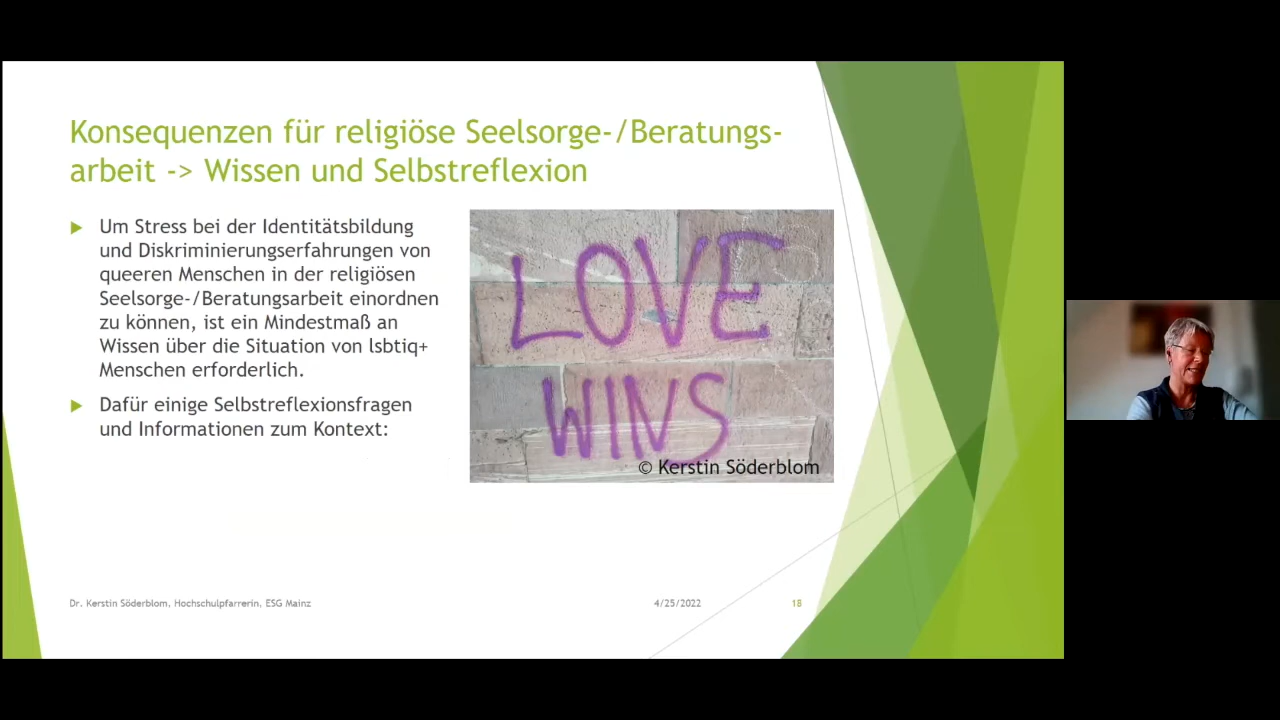 Konsequenzen für religiöse Seelsorge-/Beratungs-
arbeit -> Wissen und Selbstreflexion
Um Stress bei der Identitätsbildung
und Diskriminierungserfahrungen von
queeren Menschen in der religiösen
Seelsorge-/Beratungsarbeit einordnen
zu können, ist ein Mindestmaß an
Wissen über die Situation von lsbtiq+
Menschen erforderlich.
Dafür einige Selbstreflexionsfragen
und Informationen zum Kontext:
LOVE
WINS
© Kerstin Söderblom
Dr. Kerstin Söderblom, Hochschulpfarrerin, ESG Mainz
4/25/2022
18